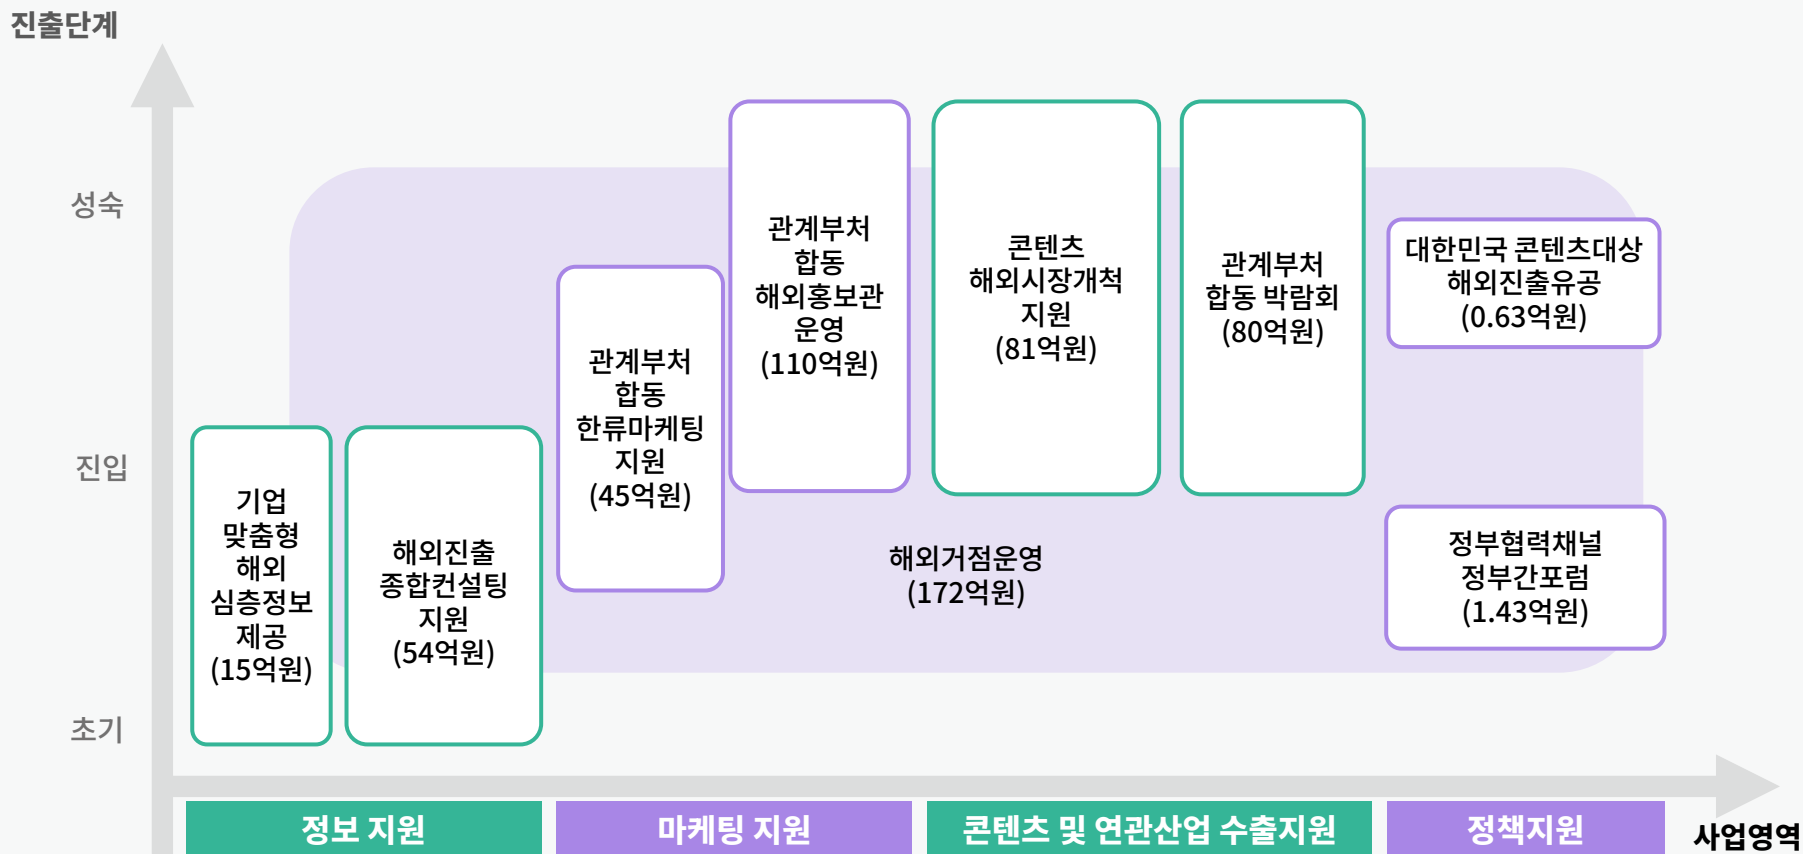 진출단계
성숙
진입
초기
기업
맞춤형
해외
심층정보
제공
(15억원)
해외진출
종합컨설팅
지원
(54억원)
관계부처
합동
한류마케팅
지원
(45억원)
관계부처
합동
해외홍보관
운영
(110억원)
콘텐츠
해외시장개척
지원
(81억원)
관계부처
합동 박람회
(80억원)
대한민국 콘텐츠대상
해외진출유공
(0.63억원)
정부협력채널
정부간포럼
(1.43억원)
해외거점운영
(172억원)
정보 지원
마케팅 지원
콘텐츠 및 연관산업 수출지원
정책지원
사업영역